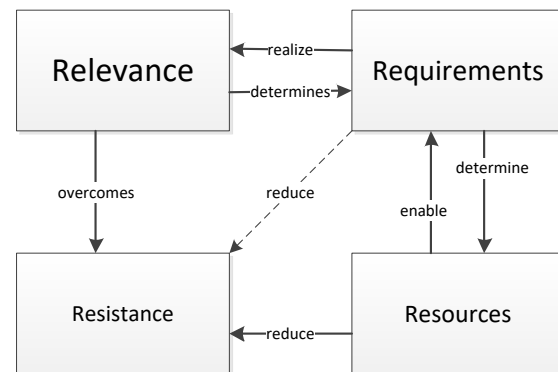 Relevance
realize
determines
Requirements
overcomes
reduce
enable
determine
Resistance
reduce
Resources